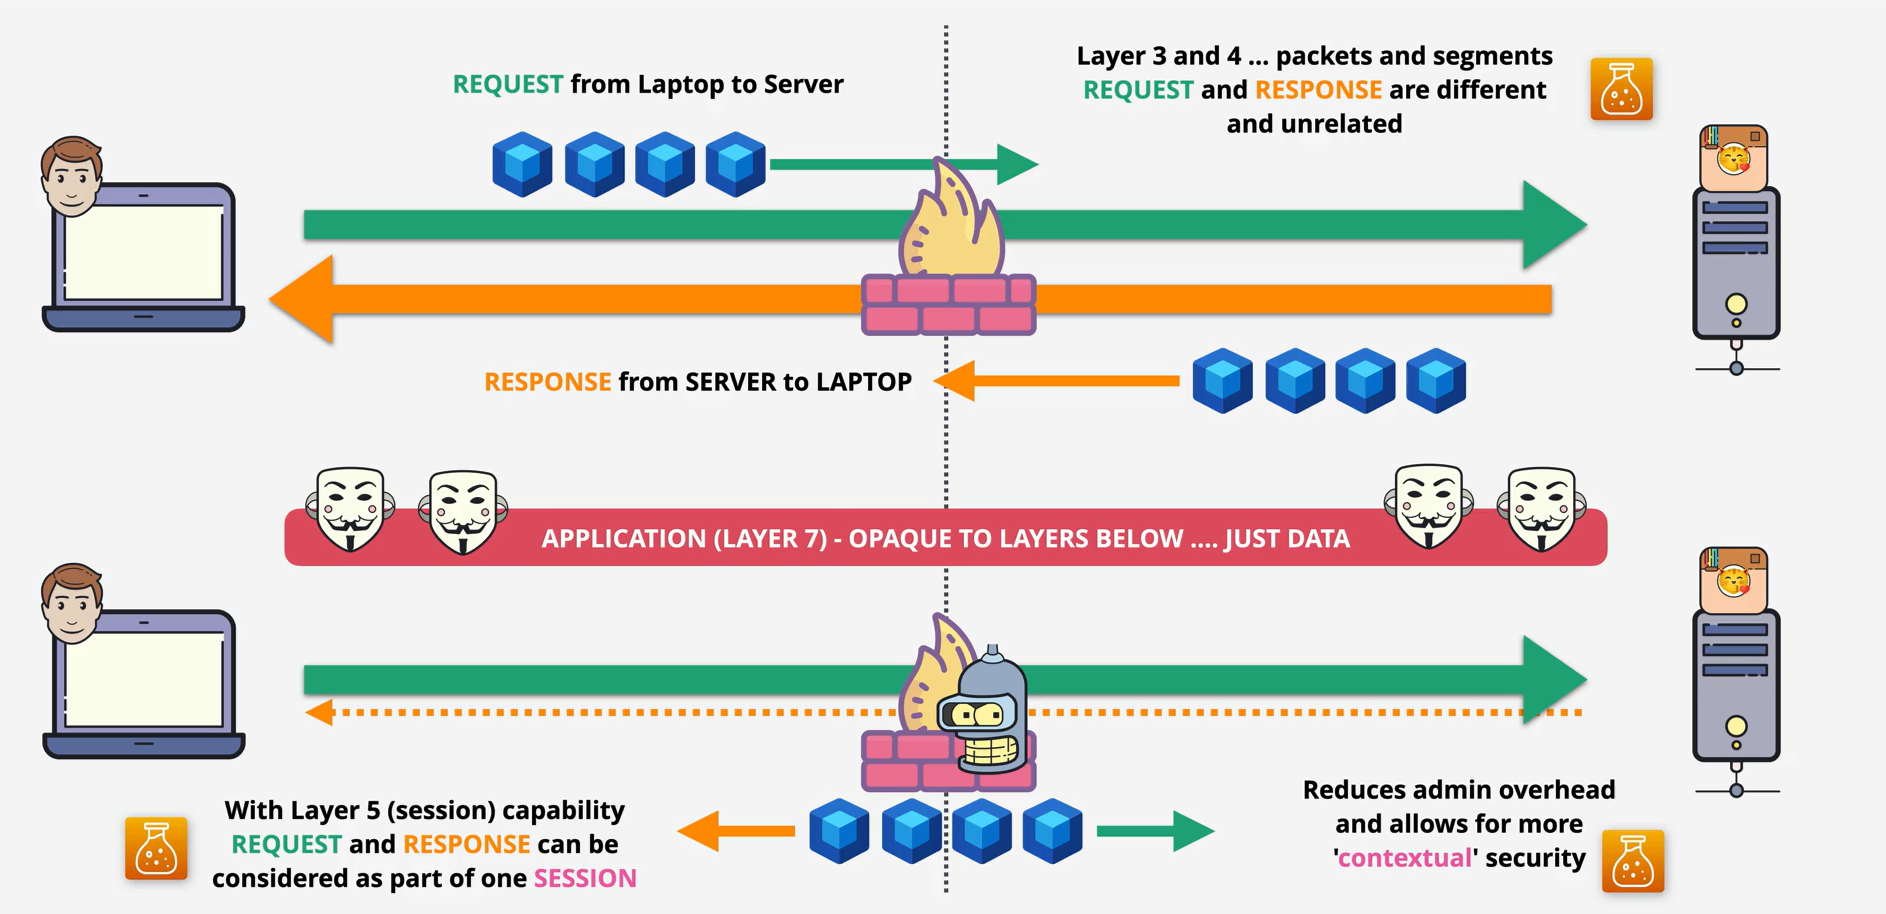 REQUEST from Laptop to Server
Layer 3 and 4 ... packets and segments
REQUEST and RESPONSE are different
and unrelated
RESPONSE from SERVER to LAPTOP
APPLICATION (LAYER 7) - OPAQUE TO LAYERS BELOW .... JUST DATA
With Layer 5 (session) capability
REQUEST and RESPONSE can be
considered as part of one SESSION
Reduces admin overhead
and allows for more
'contextual' security